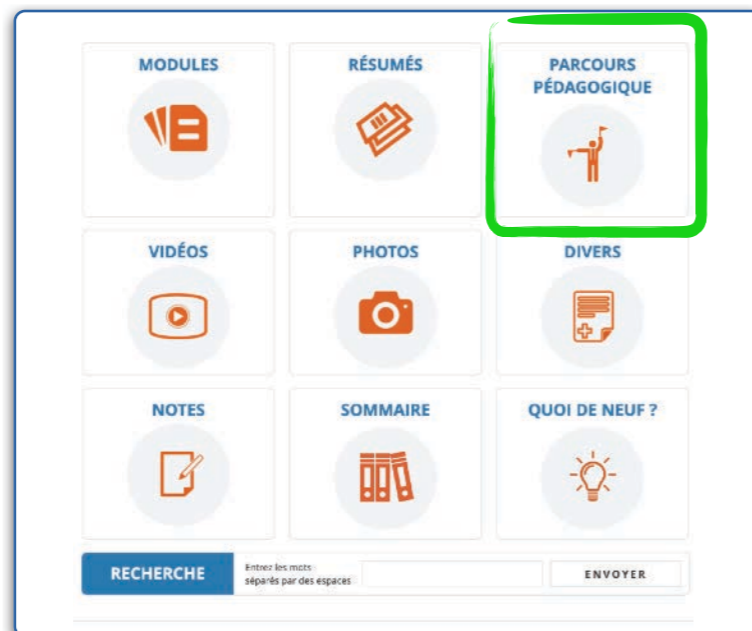 MODULES
RÉSUMÉS
PARCOURS
PÉDAGOGIQUE
VIDÉOS
PHOTOS
DIVERS
NOTES
SOMMAIRE
QUOI DE NEUF ?
RECHERCHE
Entrez les mots
séparés par des espaces
ENVOYER